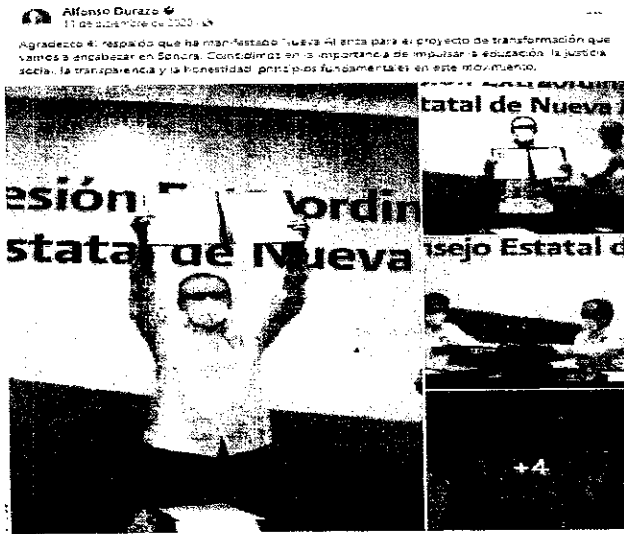 Alfonso Durazo
11 de diciembre de 2020
Agradezco el respaldo que ha manifestado Nueva Alianza para el proyecto de transformación que
vamos a encabezar en Sonora. Coincidimos en la importancia de impulsar la educación, la justicia
social, la transparencia y la honestidad, principios fundamentales en este movimiento.
esión Extraordin
statal de Nueva
tatal de Nueva
nsejo Estatal d
+4